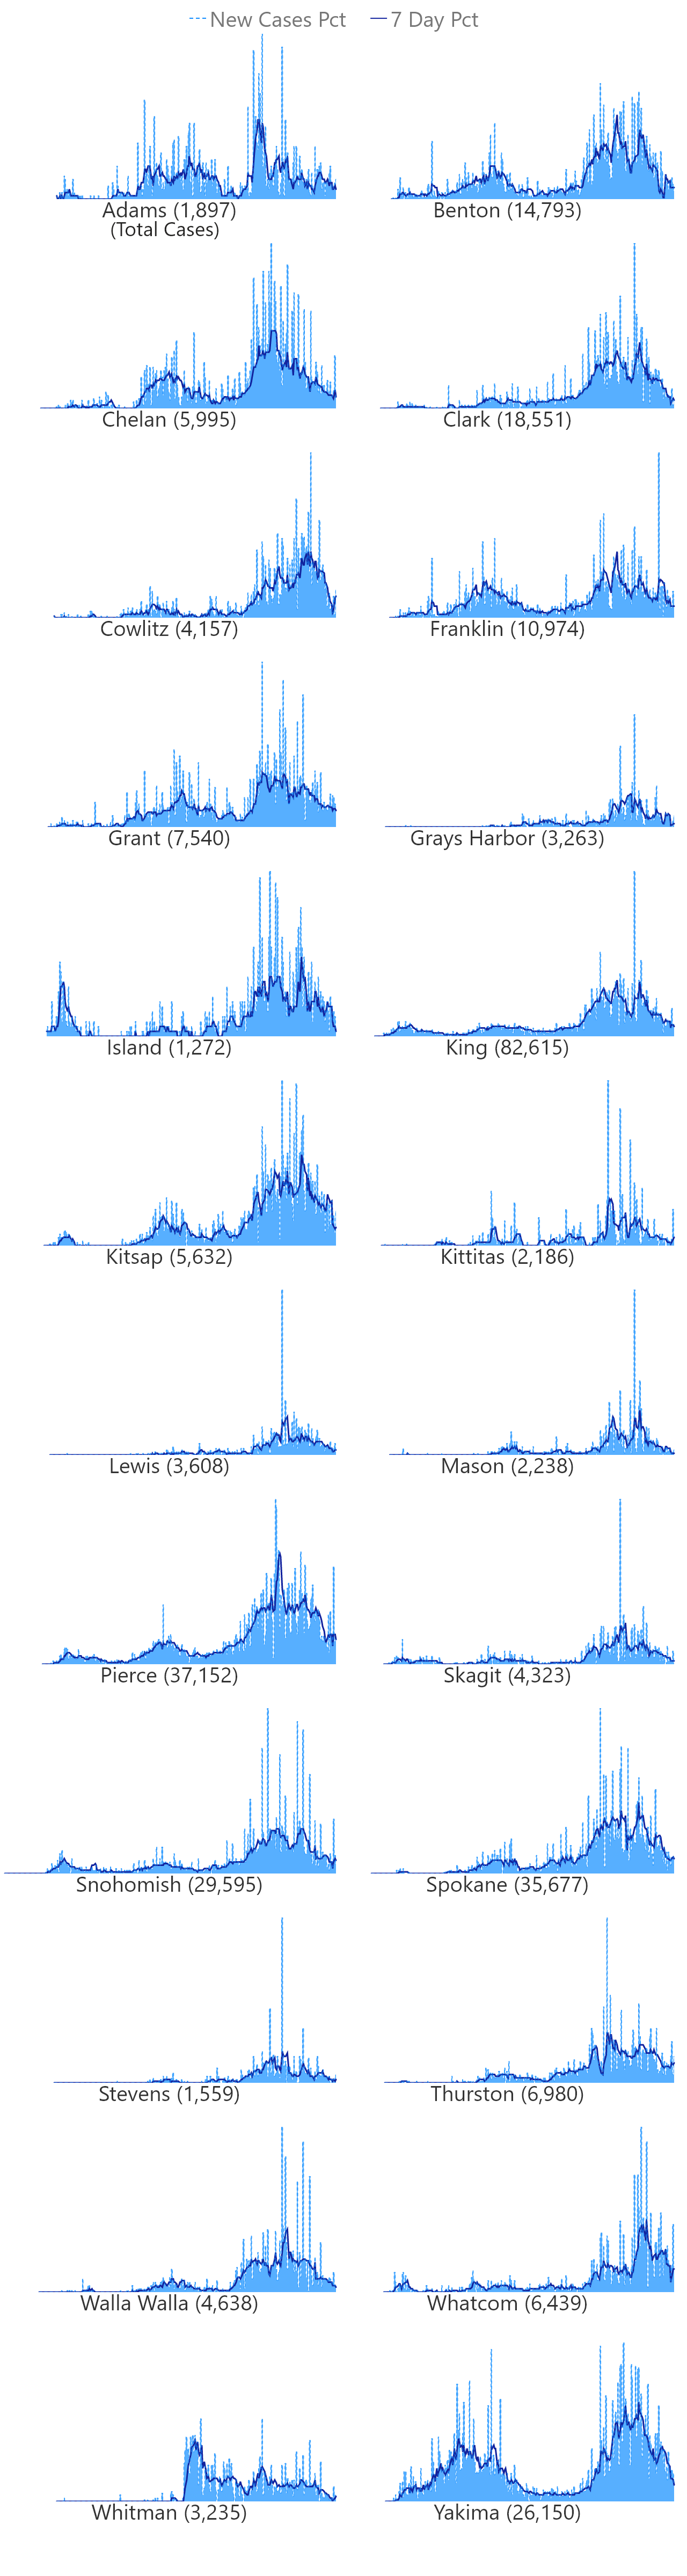 New Cases Pct 7 Day Pct
Adams (1,897) Benton (14,793)
(Total Cases)
Chelan (5,995) Clark (18,551)
Cowlitz (4,157) Franklin (10,974)
Grant (7,540) Grays Harbor (3,263)
Island (1,272) King (82,615)
Kitsap (5,632) Kittitas (2,186)
Lewis (3,608) Mason (2,238)
Pierce (37,152) Skagit (4,323)
Snohomish (29,595) Spokane (35,677)
Stevens (1,559) Thurston (6,980)
Walla Walla (4,638) Whatcom (6,439)
Whitman (3,235) Yakima (26,150)